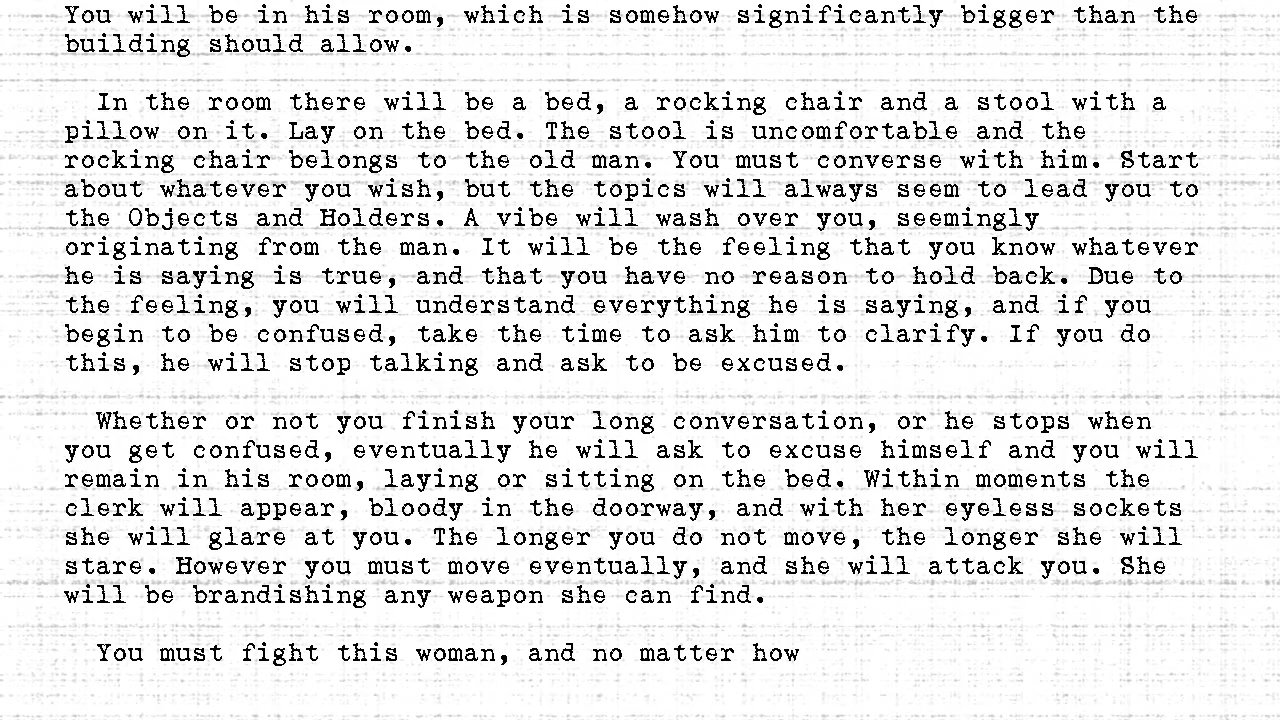 You will be in his room, which is somehow significantly bigger than the
building should allow.
In the room there will be a bed, a rocking chair and a stool with a
pillow on it. Lay on the bed. The stool is uncomfortable and the
rocking chair belongs to the old man. You must converse with him. Start
about whatever you wish, but the topics will always seem to lead you to
the Objects and Holders. A vibe will wash over you, seemingly
originating from the man. It will be the feeling that you know whatever
he is saying is true, and that you have no reason to hold back. Due to
the feeling, you will understand everything he is saying, and if you
begin to be confused, take the time to ask him to clarify. If you do
this, he will stop talking and ask to be excused.
Whether or not you finish your long conversation, or he stops when
you get confused, eventually he will ask to excuse himself and you will
remain in his room, laying or sitting on the bed. Within moments the
clerk will appear, bloody in the doorway, and with her eyeless sockets
she will glare at you. The longer you do not move, the longer she will
stare. However you must move eventually, and she will attack you. She
will be brandishing any weapon she can find.
You must fight this woman, and no matter how